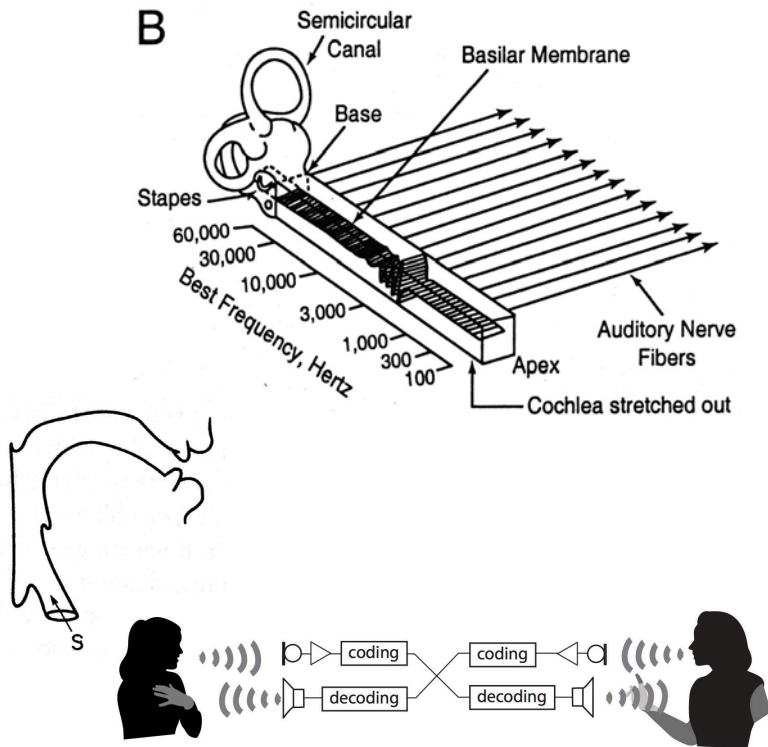 B
Semicircular
Canal
Basilar Membrane
Base
Stapes
60,000
30,000
10,000
3,000
1,000
300
100
Best Frequency, Hertz
Auditory Nerve
Fibers
Apex
Cochlea stretched out
S
coding
coding
decoding
decoding